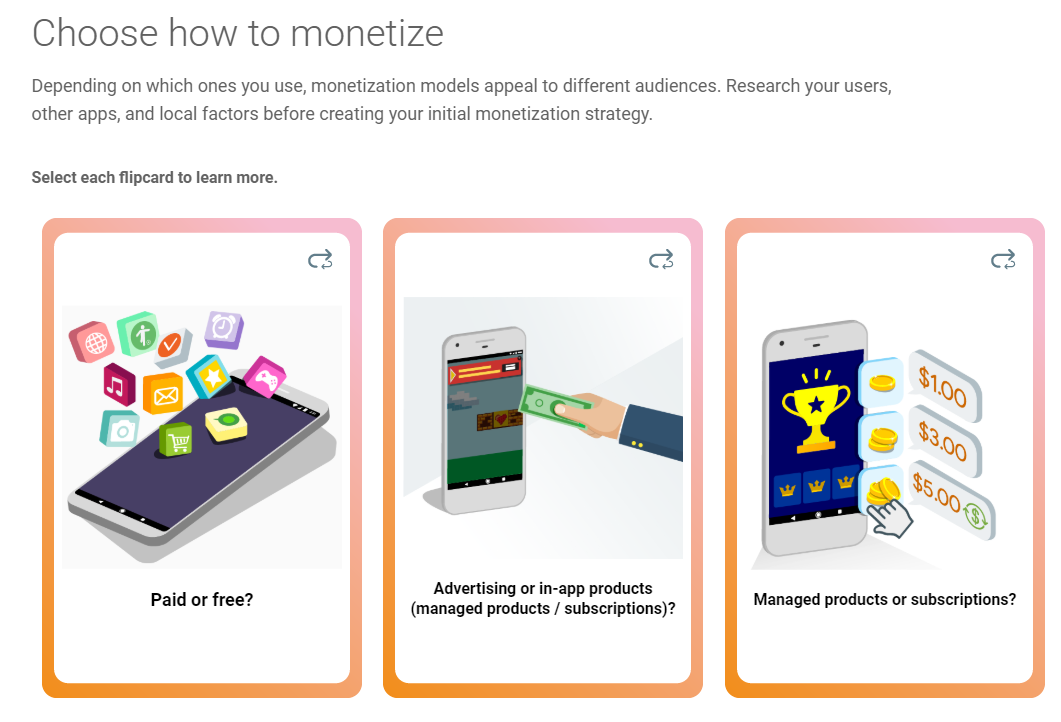 Choose how to monetize
Depending on which ones you use, monetization models appeal to different audiences. Research your users,
other apps, and local factors before creating your initial monetization strategy.
Select each flipcard to learn more.
Paid or free?
Advertising or in-app products
(managed products / subscriptions)?
$1.00
$3.00
$5.00
Managed products or subscriptions?